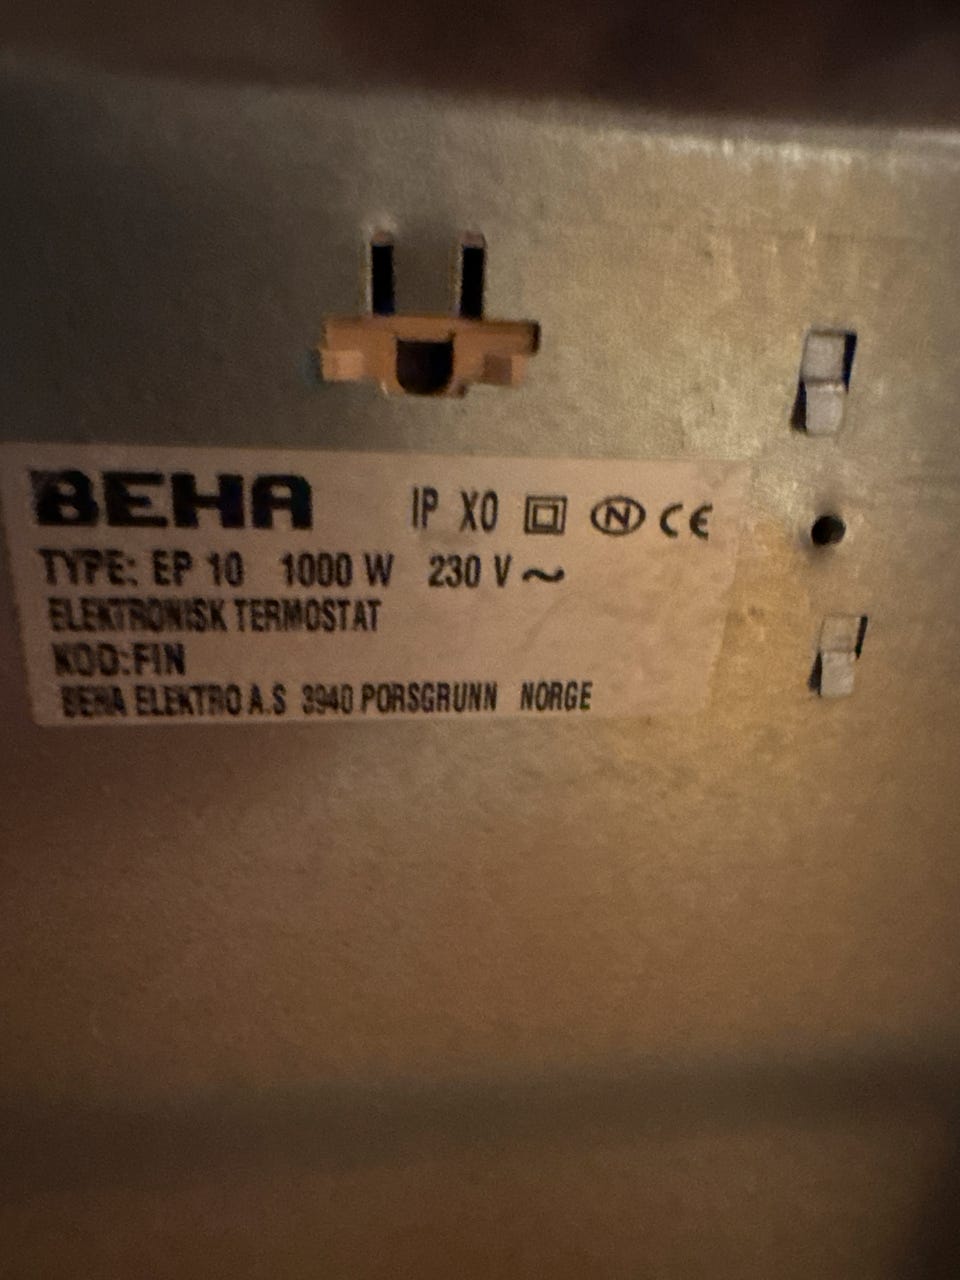 BEHA IP X0 N CE
TYPE: EP 10 1000 W 230 V ~
ELEKTRONISK TERMOSTAT
KOD:FIN
BEHA ELEKTRO A.S 3940 PORSGRUNN NORGE